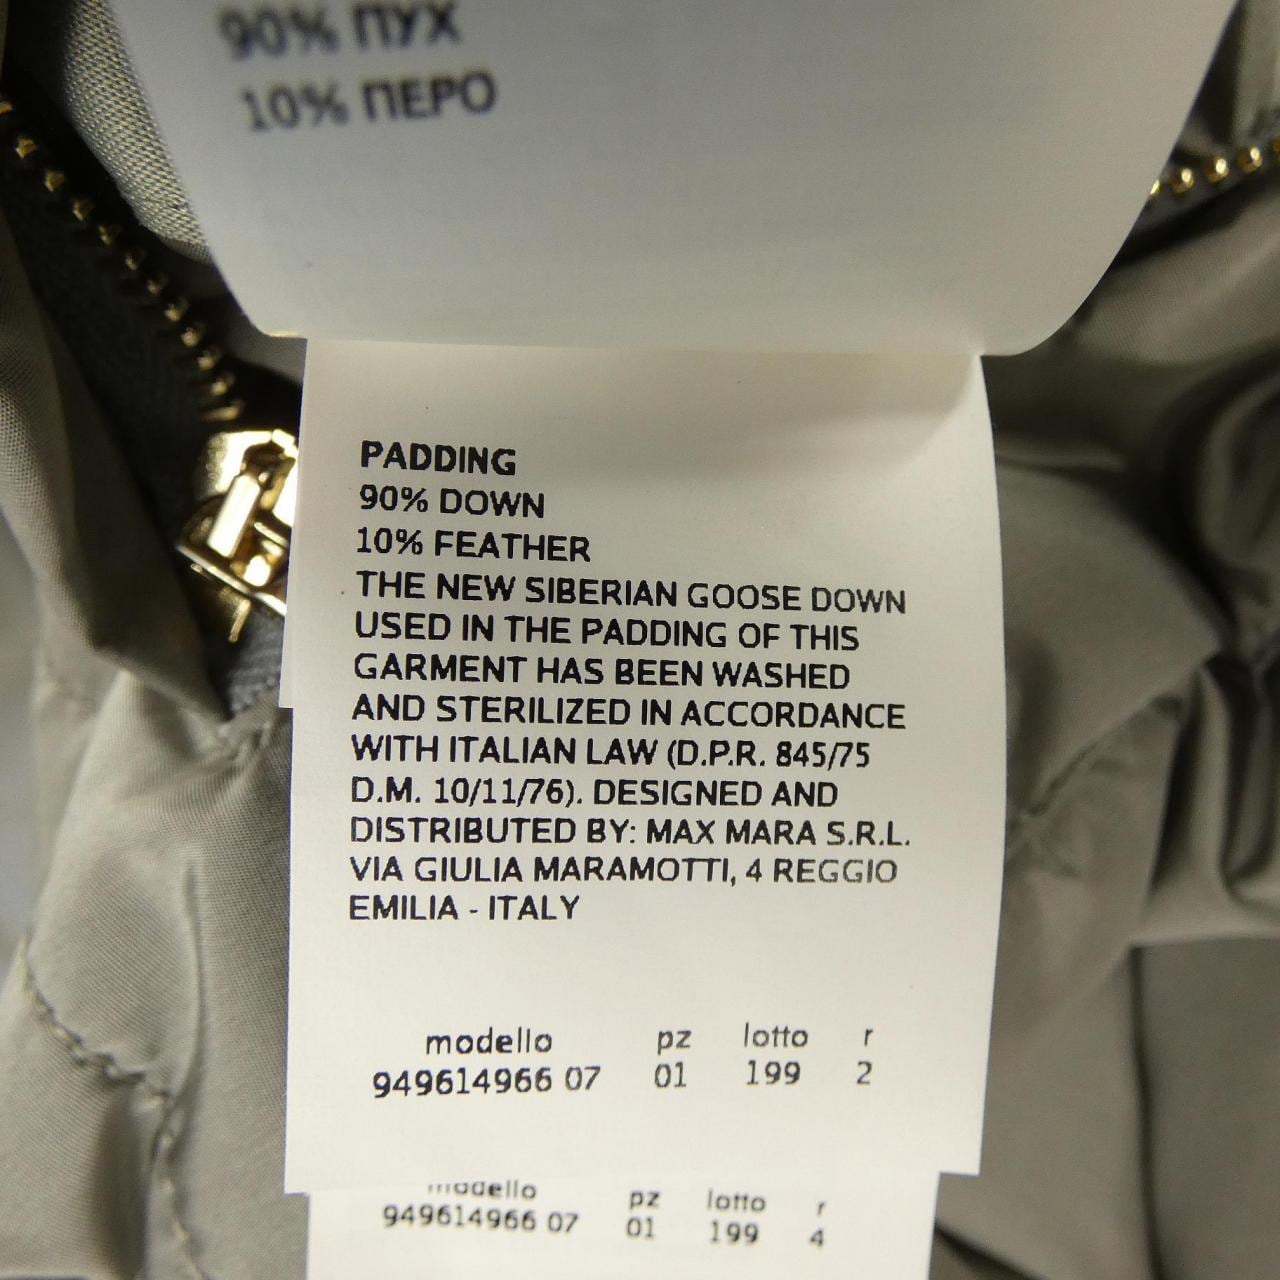 90% ПУХ
10% ПЕРО
PADDING
90% DOWN
10% FEATHER
THE NEW SIBERIAN GOOSE DOWN
USED IN THE PADDING OF THIS
GARMENT HAS BEEN WASHED
AND STERILIZED IN ACCORDANCE
WITH ITALIAN LAW (D.P.R. 845/75
D.M. 10/11/76). DESIGNED AND
DISTRIBUTED BY: MAX MARA S.R.L.
VIA GIULIA MARAMOTTI, 4 REGGIO
EMILIA - ITALY
modello pz lotto r
949614966 07 01 199 2
modello pz lotto r
949614966 07 01 199 4